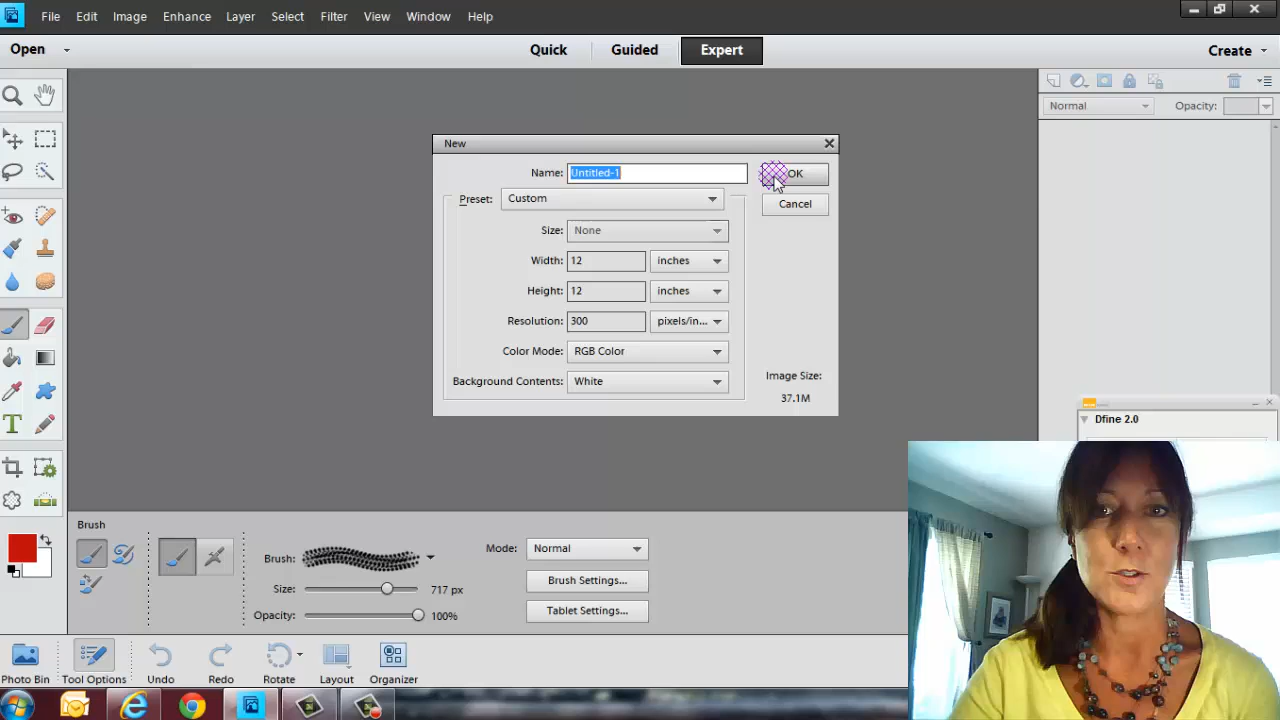 File Edit Image Enhance Layer Select Filter View Window Help
Open Quick Guided Expert Create
Normal Opacity:
New
Name: Untitled-1 OK
Preset: Custom Cancel
Size: None
Width: 12 inches
Height: 12 inches
Resolution: 300 pixels/in...
Color Mode: RGB Color
Background Contents: White
Image Size:
37.1M
Dfine 2.0
Brush
Brush: Mode: Normal
Size: 717 px Brush Settings...
Opacity: 100% Tablet Settings...
Photo Bin Tool Options Undo Redo Rotate Layout Organizer